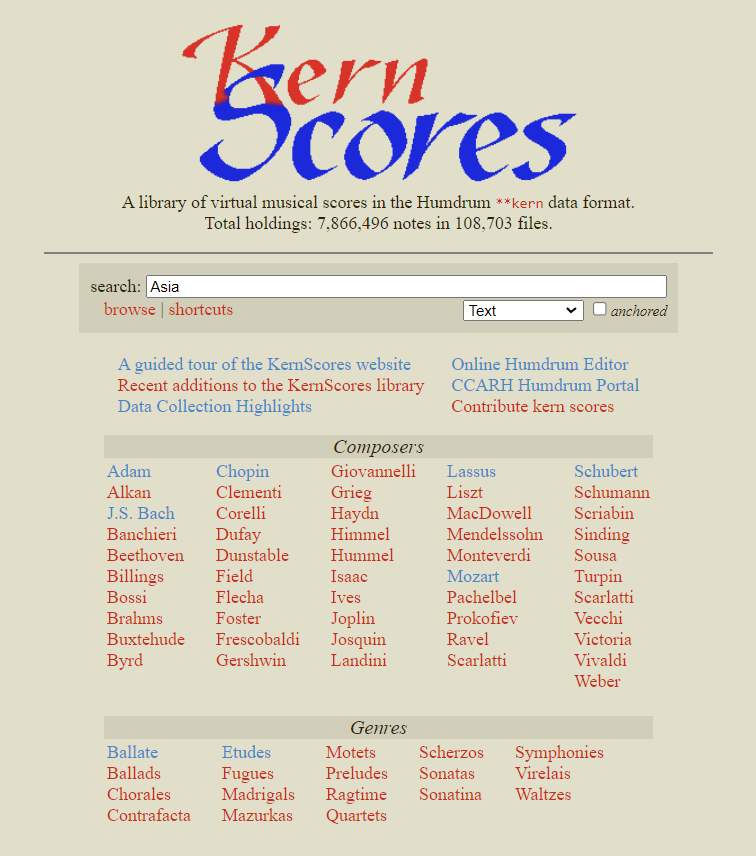 Kern
Scores
A library of virtual musical scores in the Humdrum **kern data format.
Total holdings: 7,866,496 notes in 108,703 files.
search: Asia
browse | shortcuts Text anchored
A guided tour of the KernScores website Online Humdrum Editor
Recent additions to the KernScores library CCARH Humdrum Portal
Data Collection Highlights Contribute kern scores
Composers
Adam Chopin Giovannelli Lassus Schubert
Alkan Clementi Grieg Liszt Schumann
J.S. Bach Corelli Haydn MacDowell Scriabin
Banchieri Dufay Himmel Mendelssohn Sinding
Beethoven Dunstable Hummel Monteverdi Sousa
Billings Field Isaac Mozart Turpin
Bossi Flecha Ives Pachelbel Scarlatti
Brahms Foster Joplin Prokofiev Vecchi
Buxtehude Frescobaldi Josquin Ravel Victoria
Byrd Gershwin Landini Scarlatti Vivaldi
Weber
Genres
Ballate Etudes Motets Scherzos Symphonies
Ballads Fugues Preludes Sonatas Virelais
Chorales Madrigals Ragtime Sonatina Waltzes
Contrafacta Mazurkas Quartets